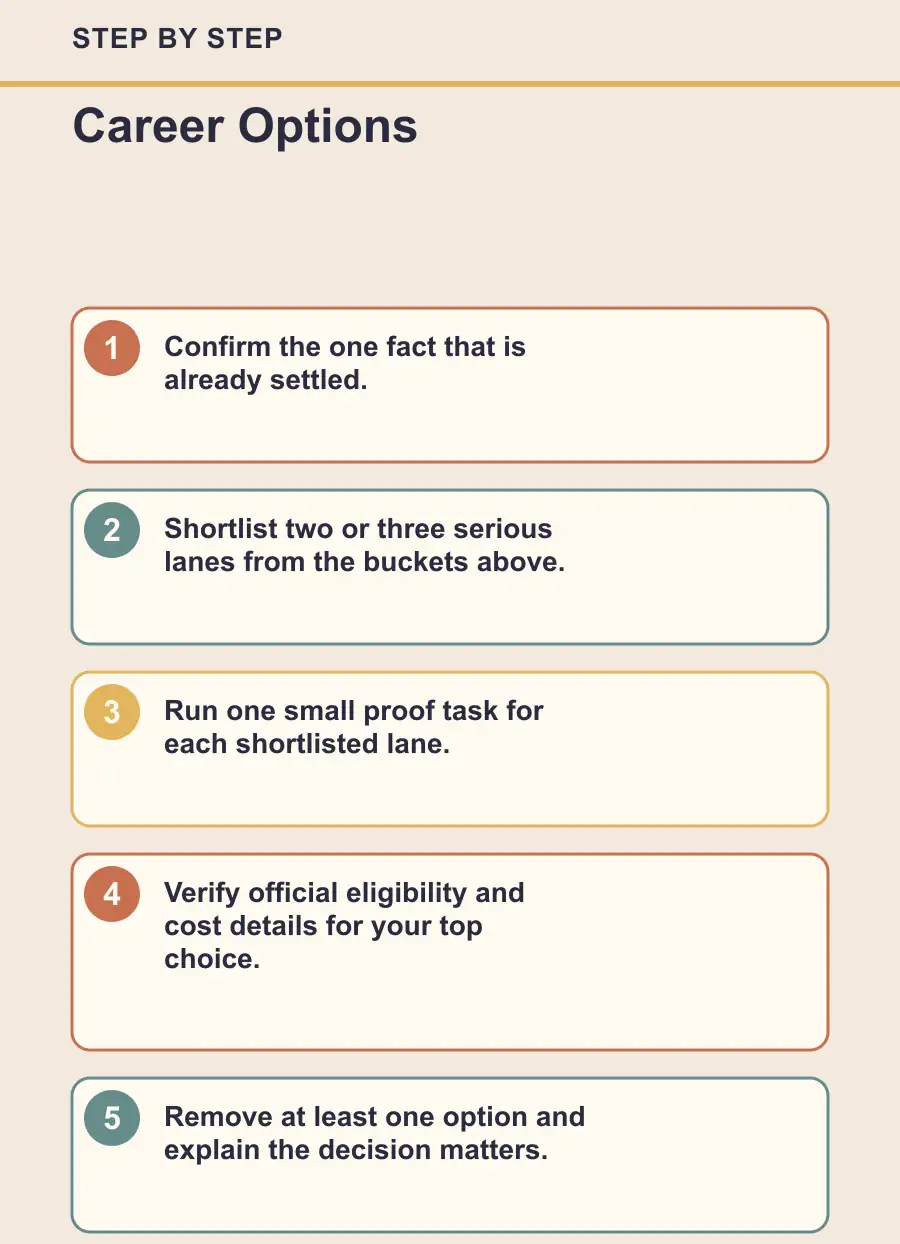 STEP BY STEP
Career Options
1
Confirm the one fact that is
already settled.
2
Shortlist two or three serious
lanes from the buckets above.
3
Run one small proof task for
each shortlisted lane.
4
Verify official eligibility and
cost details for your top
choice.
5
Remove at least one option and
explain the decision matters.